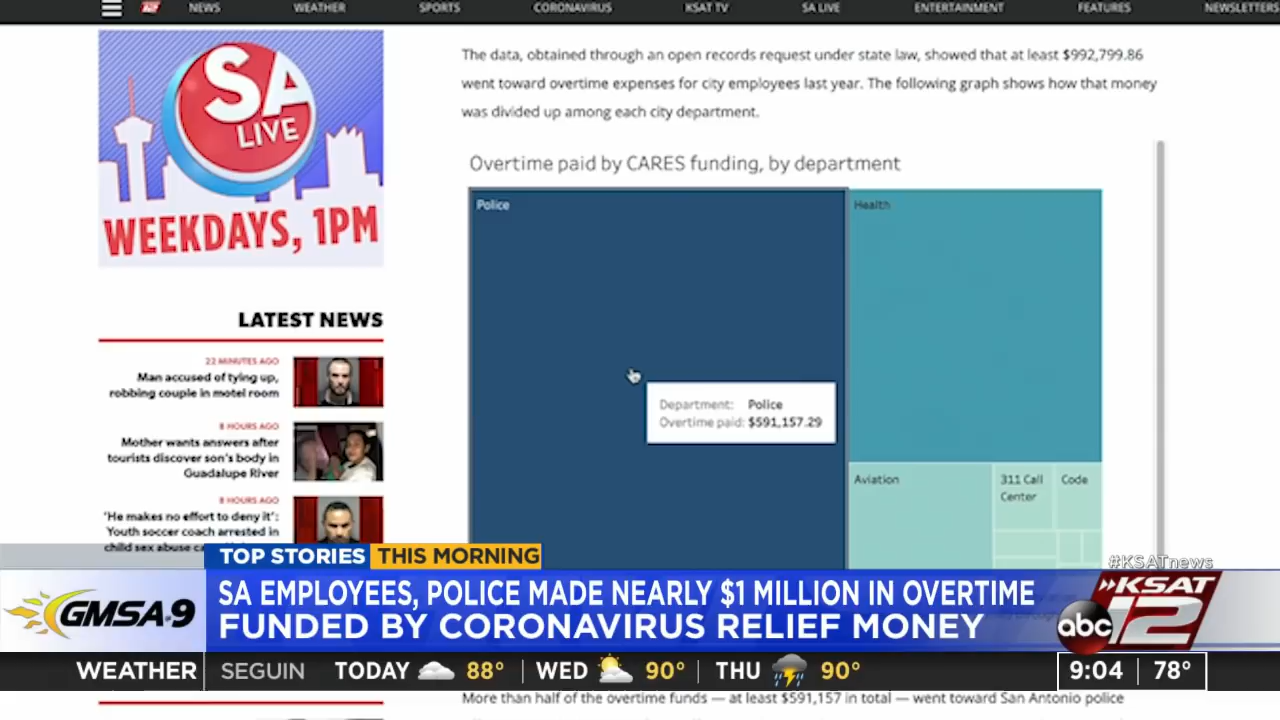 NEWS WEATHER SPORTS CORONAVIRUS KSAT TV SA LIVE ENTERTAINMENT FEATURES NEWSLETTERS
SA
LIVE
WEEKDAYS, 1PM
LATEST NEWS
22 MINUTES AGO
Man accused of tying up,
robbing couple in motel room
8 HOURS AGO
Mother wants answers after
tourists discover son's body in
Guadalupe River
8 HOURS AGO
'He makes no effort to deny it':
Youth soccer coach arrested in
child sex abuse
The data, obtained through an open records request under state law, showed that at least $992,799.86
went toward overtime expenses for city employees last year. The following graph shows how that money
was divided up among each city department.
Overtime paid by CARES funding, by department
Police
Health
Department: Police
Overtime paid: $591,157.29
Aviation
311 Call
Center
Code
TOP STORIES THIS MORNING
#KSATnews
GMSA@9
SA EMPLOYEES, POLICE MADE NEARLY $1 MILLION IN OVERTIME
FUNDED BY CORONAVIRUS RELIEF MONEY
abc
KSAT
12
WEATHER SEGUIN TODAY 88° WED 90° THU 90°
9:04 78°
More than half of the overtime funds — at least $591,157 in total — went toward San Antonio police